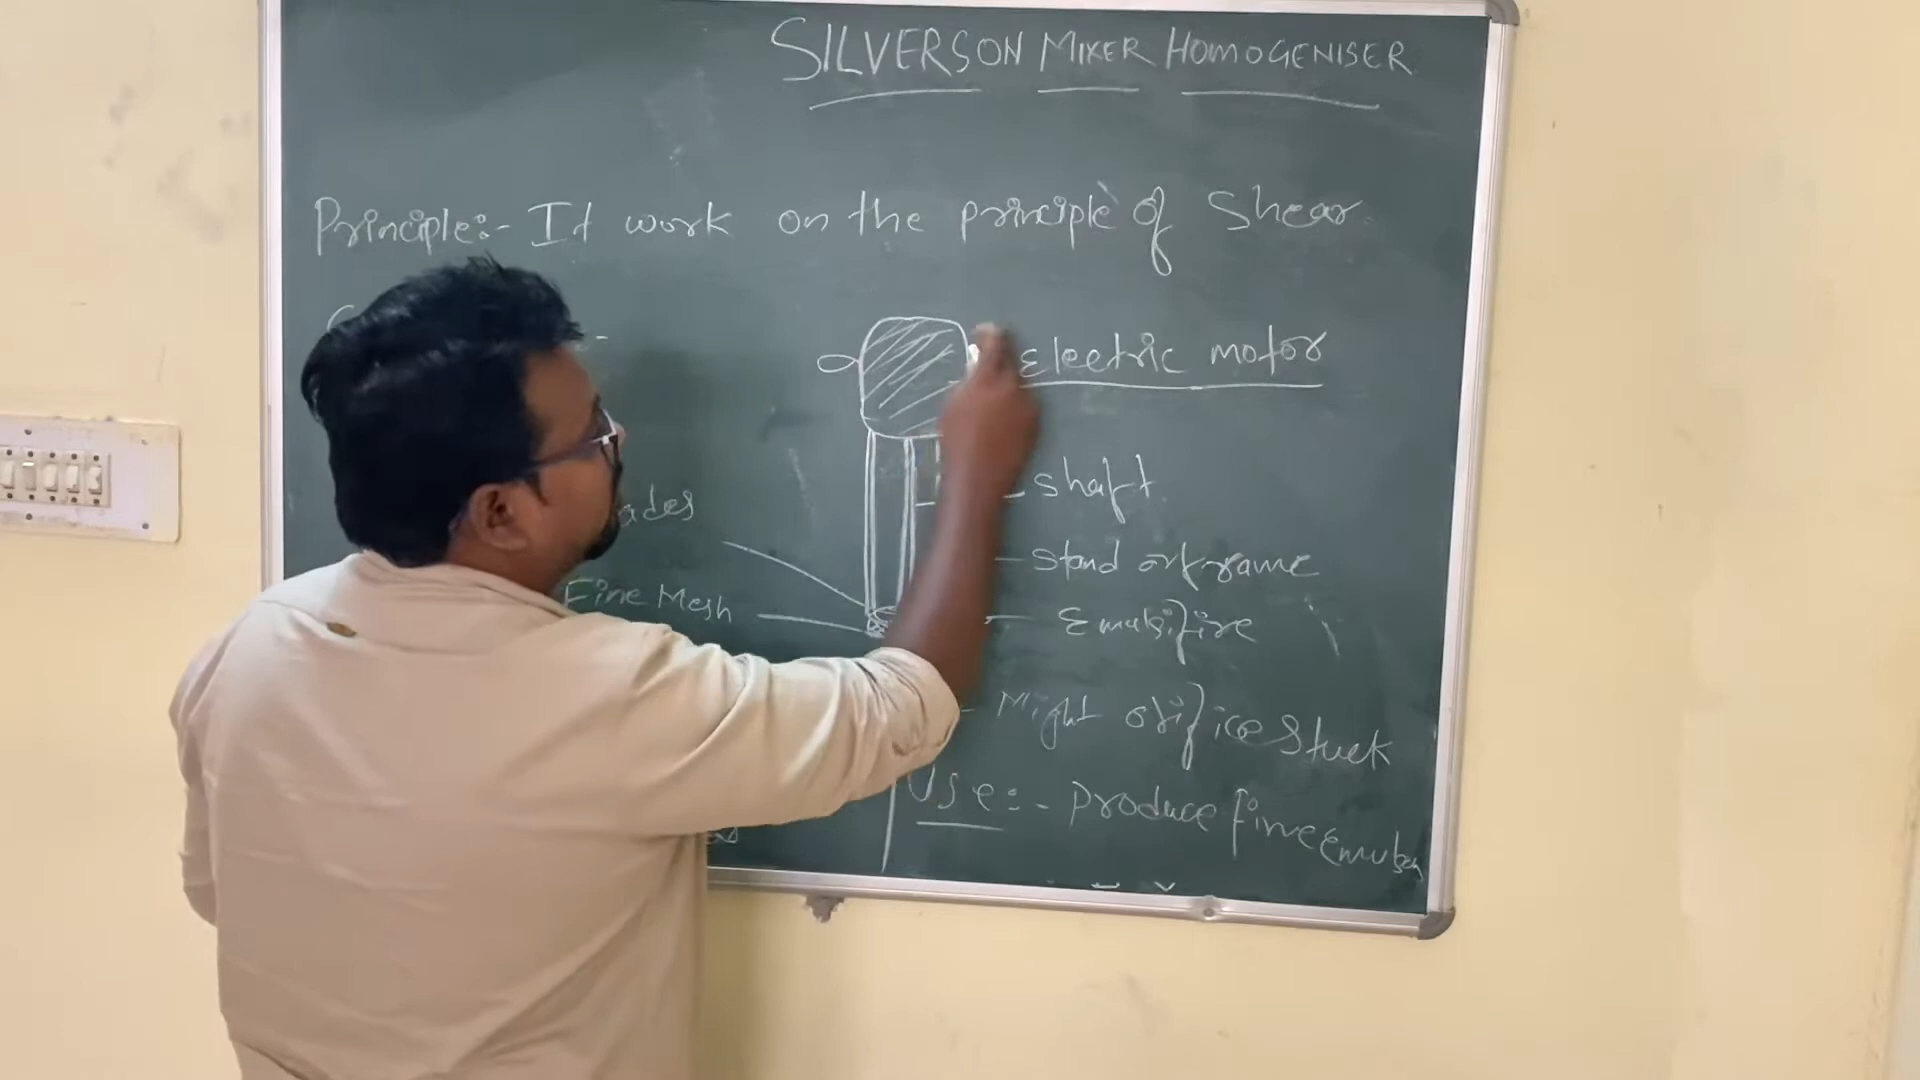 SILVERSON MIXER HOMOGENISER
Principle:- It work on the principle of Shear
Electric motor
Shaft
ades
Stand or frame
Fine Mesh
Emulsifire
Might orifice Stuck
Use:- Produce fine